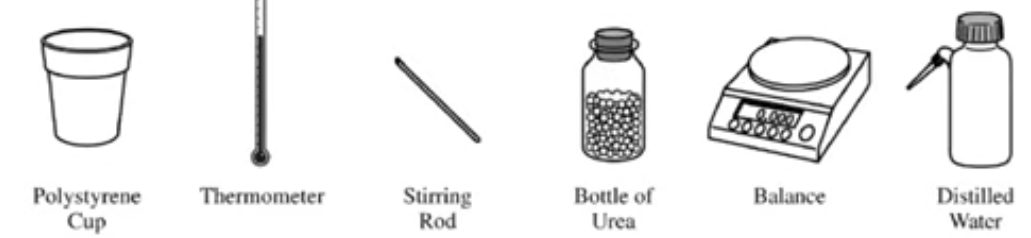 Polystyrene
Cup
Thermometer
Stirring
Rod
Bottle of
Urea
Balance
Distilled
Water